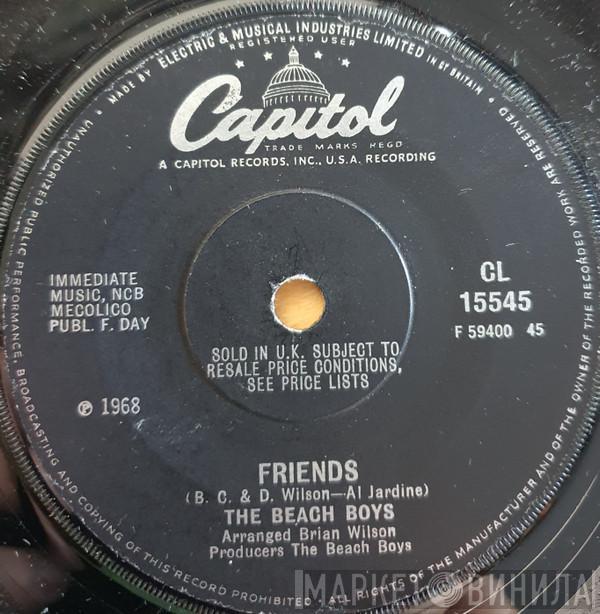 MADE BY ELECTRIC & MUSICAL INDUSTRIES LIMITED IN GT BRITAIN
REGISTERED USER
Capitol
TRADE MARKS REGD
A CAPITOL RECORDS, INC., U.S.A. RECORDING
IMMEDIATE
MUSIC, NCB
MECOLICO
PUBL. F. DAY
CL
15545
F 59400 45
SOLD IN U.K. SUBJECT TO
RESALE PRICE CONDITIONS,
SEE PRICE LISTS
℗ 1968
FRIENDS
(B. C. & D. Wilson—Al Jardine)
THE BEACH BOYS
Arranged Brian Wilson
Producers The Beach Boys
UNAUTHORIZED PUBLIC PERFORMANCE, BROADCASTING AND COPYING OF THIS RECORD PROHIBITED • ALL RIGHTS OF THE MANUFACTURER AND OF THE OWNER OF THE RECORDED WORK ARE RESERVED
МАРКЕТ ВИНИЛА